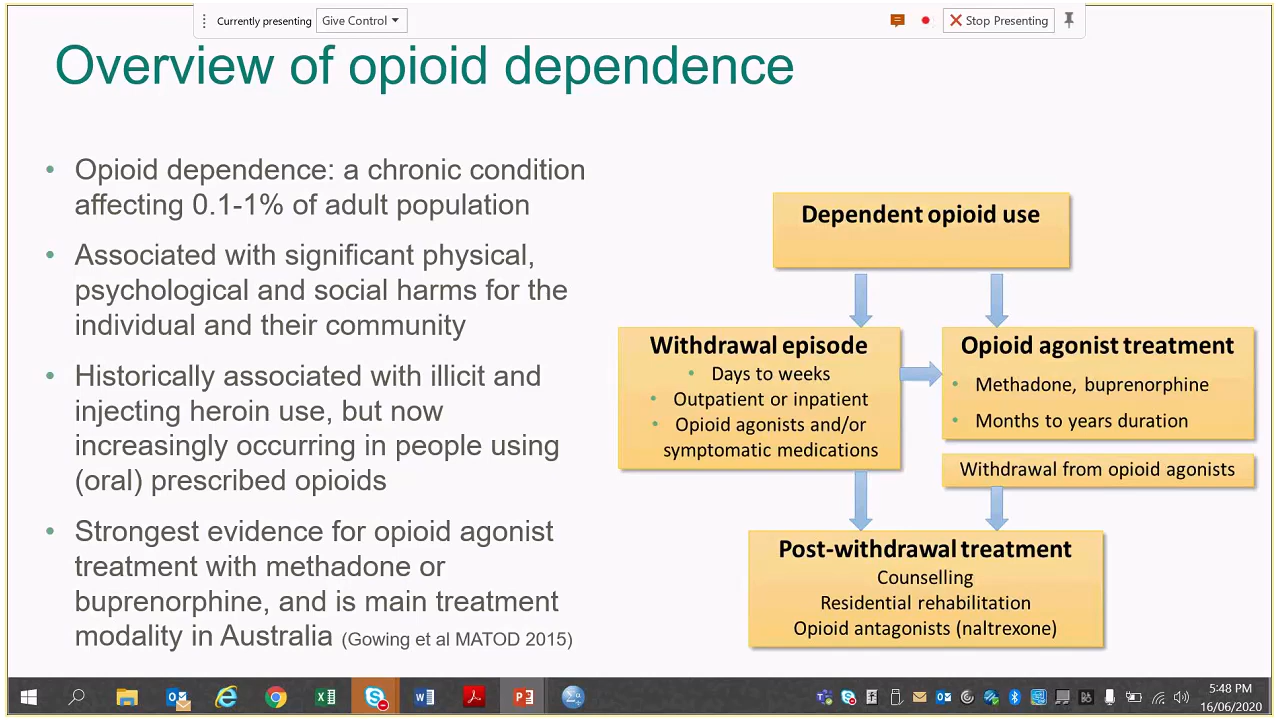 Currently presenting Give Control Stop Presenting
Overview of opioid dependence
• Opioid dependence: a chronic condition
affecting 0.1-1% of adult population
• Associated with significant physical,
psychological and social harms for the
individual and their community
• Historically associated with illicit and
injecting heroin use, but now
increasingly occurring in people using
(oral) prescribed opioids
• Strongest evidence for opioid agonist
treatment with methadone or
buprenorphine, and is main treatment
modality in Australia (Gowing et al MATOD 2015)
Dependent opioid use
Withdrawal episode
• Days to weeks
• Outpatient or inpatient
• Opioid agonists and/or
symptomatic medications
Opioid agonist treatment
• Methadone, buprenorphine
• Months to years duration
Withdrawal from opioid agonists
Post-withdrawal treatment
Counselling
Residential rehabilitation
Opioid antagonists (naltrexone)
5:48 PM
16/06/2020